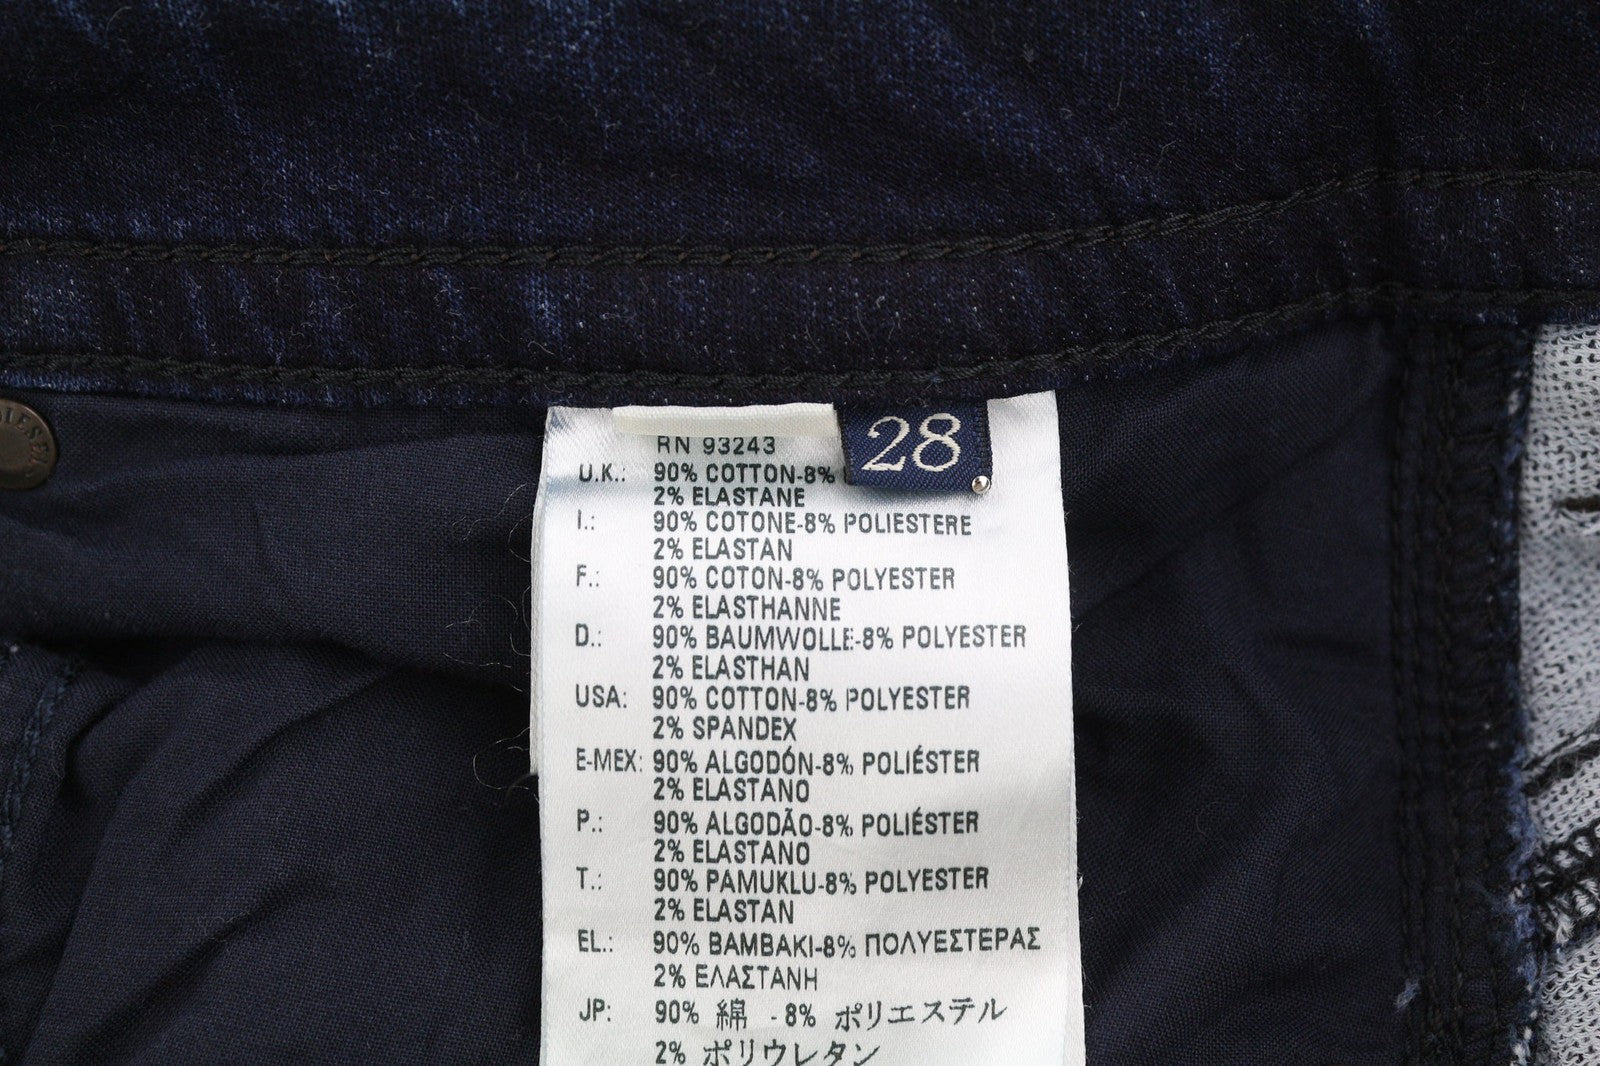 28
RN 93243
U.K.: 90% COTTON-8%
2% ELASTANE
I.: 90% COTONE-8% POLIESTERE
2% ELASTAN
F.: 90% COTON-8% POLYESTER
2% ELASTHANNE
D.: 90% BAUMWOLLE-8% POLYESTER
2% ELASTHAN
USA: 90% COTTON-8% POLYESTER
2% SPANDEX
E-MEX: 90% ALGODÓN-8% POLIÉSTER
2% ELASTANO
P.: 90% ALGODÃO-8% POLIÉSTER
2% ELASTANO
T.: 90% PAMUKLU-8% POLYESTER
2% ELASTAN
EL.: 90% BAMBAKI-8% ΠΟΛΥΕΣΤΕΡΑΣ
2% ΕΛΑΣΤΑΝΗ
JP: 90% 綿 - 8% ポリエステル
2% ポリウレタン